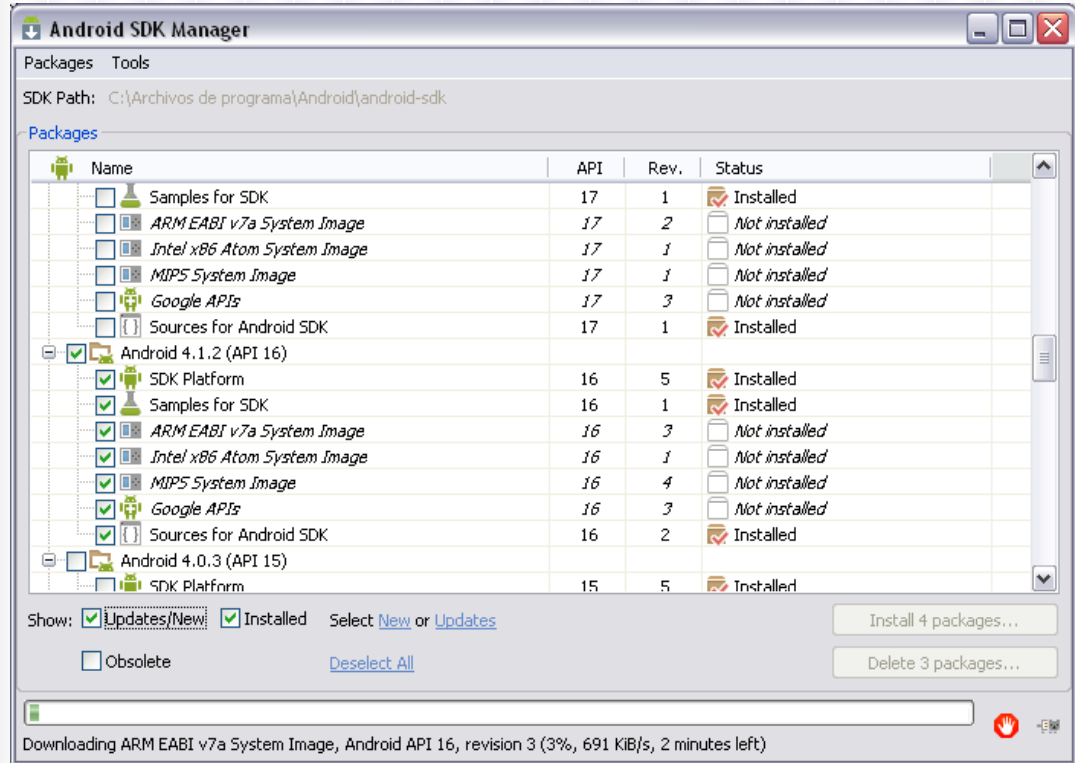 Android SDK Manager
Packages Tools
SDK Path: C:\Archivos de programa\Android\android-sdk
Packages
Name API Rev. Status
Samples for SDK 17 1 Installed
ARM EABI v7a System Image 17 2 Not installed
Intel x86 Atom System Image 17 1 Not installed
MIPS System Image 17 1 Not installed
Google APIs 17 3 Not installed
Sources for Android SDK 17 1 Installed
Android 4.1.2 (API 16)
SDK Platform 16 5 Installed
Samples for SDK 16 1 Installed
ARM EABI v7a System Image 16 3 Not installed
Intel x86 Atom System Image 16 1 Not installed
MIPS System Image 16 4 Not installed
Google APIs 16 3 Not installed
Sources for Android SDK 16 2 Installed
Android 4.0.3 (API 15)
SDK Platform 15 5 Installed
Show: Updates/New Installed Select New or Updates Install 4 packages...
Obsolete Deselect All Delete 3 packages...
Downloading ARM EABI v7a System Image, Android API 16, revision 3 (3%, 691 KiB/s, 2 minutes left)